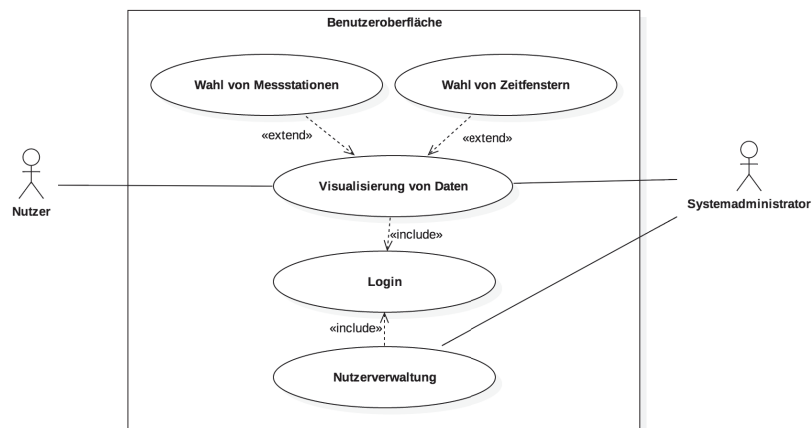 Benutzeroberfläche
Wahl von Messstationen
Wahl von Zeitfenstern
«extend»
«extend»
Visualisierung von Daten
Nutzer
Systemadministrator
«include»
Login
«include»
Nutzerverwaltung